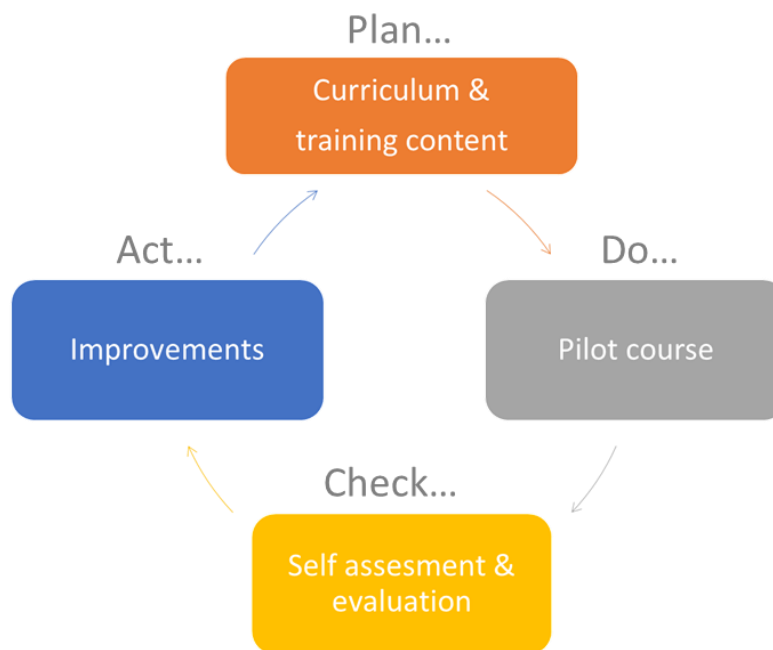 Plan...
Curriculum &
training content
Act...
Do...
Improvements
Pilot course
Check...
Self assesment &
evaluation